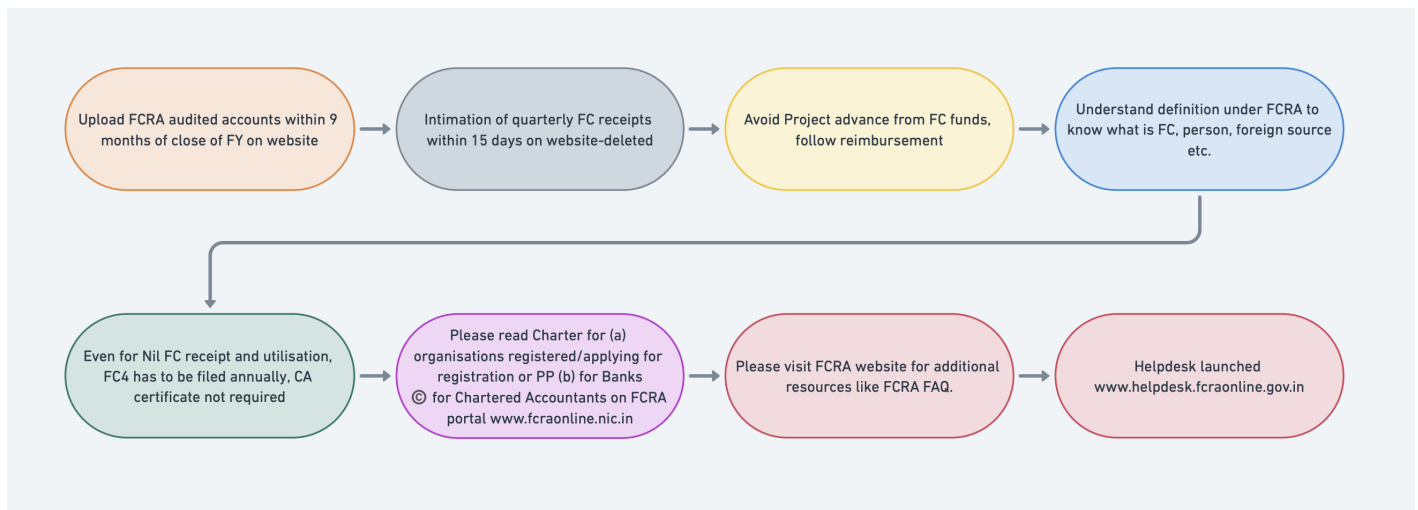 Upload FCRA audited accounts within 9
months of close of FY on website
Intimation of quarterly FC receipts
within 15 days on website-deleted
Avoid Project advance from FC funds,
follow reimbursement
Understand definition under FCRA to
know what is FC, person, foreign source
etc.
Even for Nil FC receipt and utilisation,
FC4 has to be filed annually, CA
certificate not required
Please read Charter for (a)
organisations registered/applying for
registration or PP (b) for Banks
© for Chartered Accountants on FCRA
portal www.fcraonline.nic.in
Please visit FCRA website for additional
resources like FCRA FAQ.
Helpdesk launched
www.helpdesk.fcraonline.gov.in